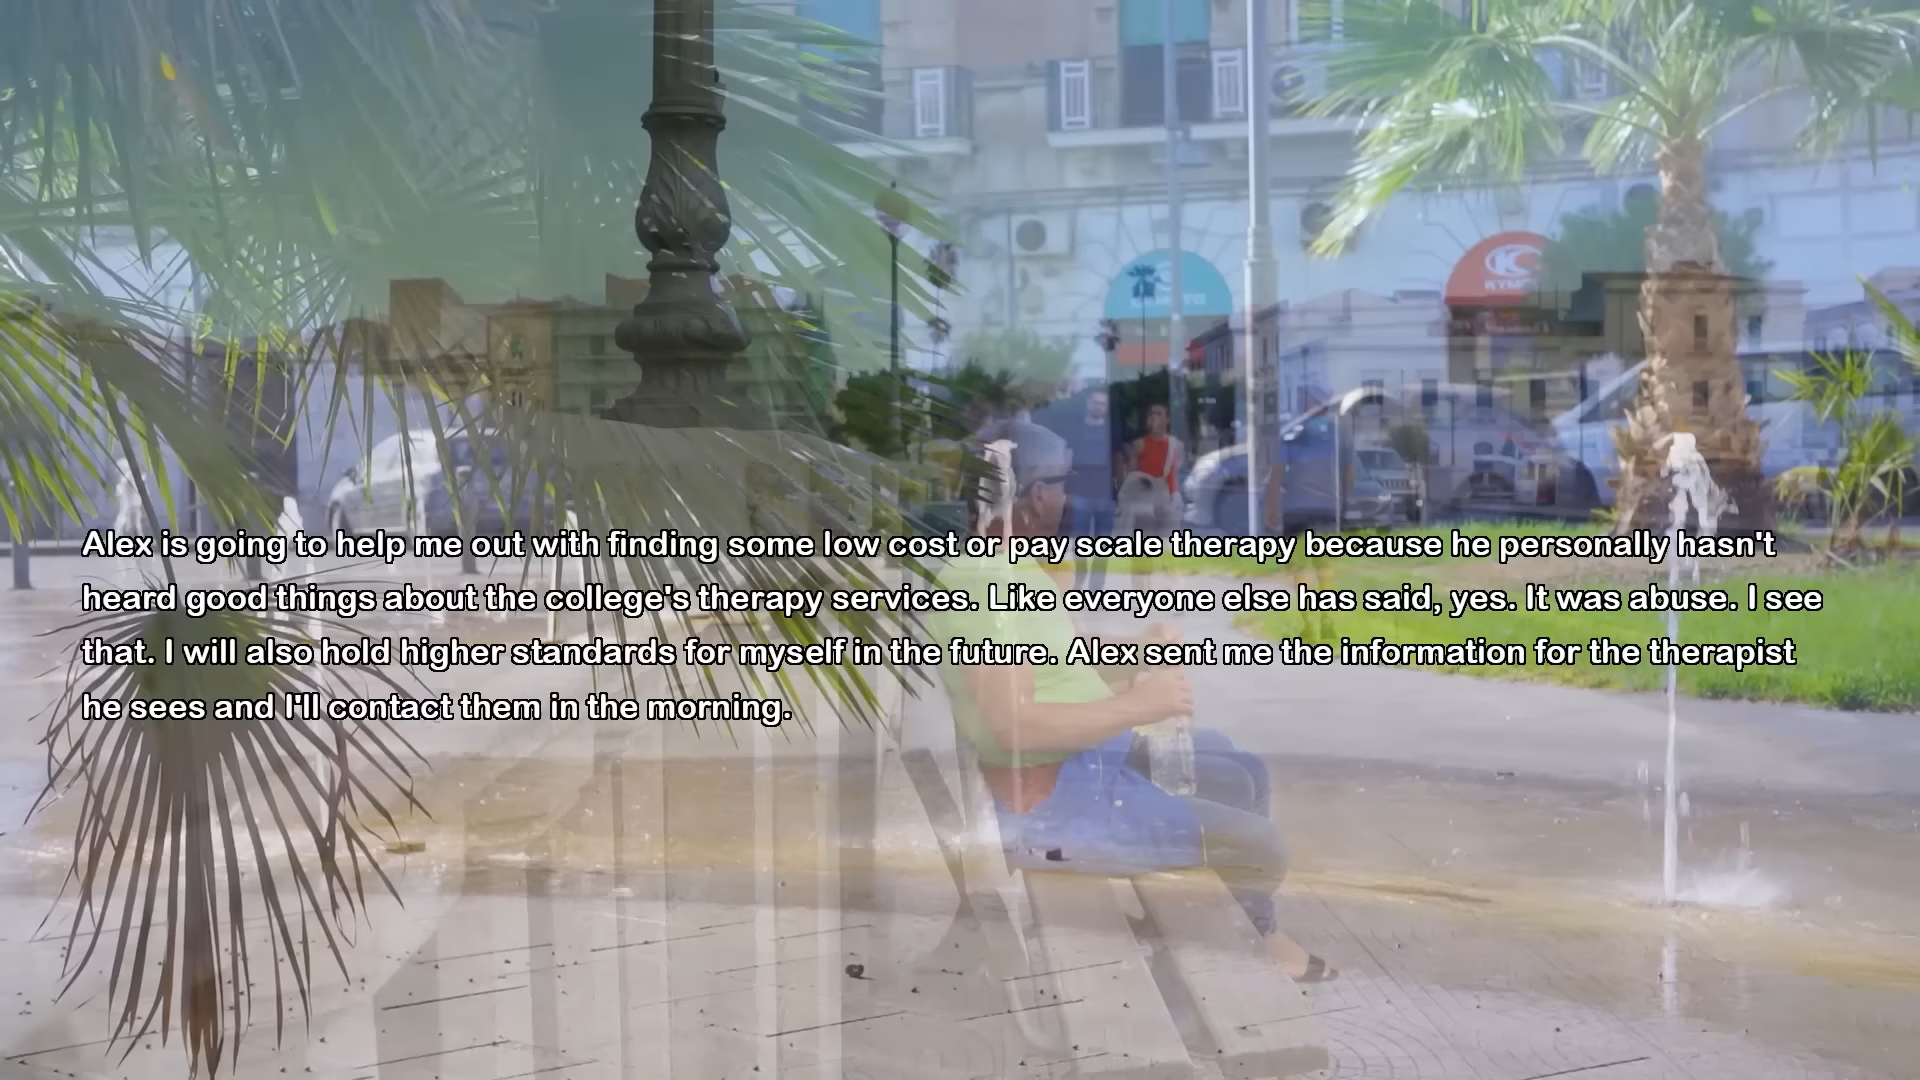 KYM
Alex is going to help me out with finding some low cost or pay scale therapy because he personally hasn't
heard good things about the college's therapy services. Like everyone else has said, yes. It was abuse. I see
that. I will also hold higher standards for myself in the future. Alex sent me the information for the therapist
he sees and I'll contact them in the morning.